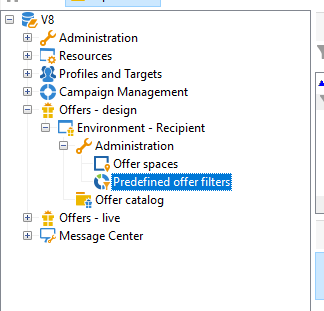 V8
Administration
Resources
Profiles and Targets
Campaign Management
Offers - design
Environment - Recipient
Administration
Offer spaces
Predefined offer filters
Offer catalog
Offers - live
Message Center